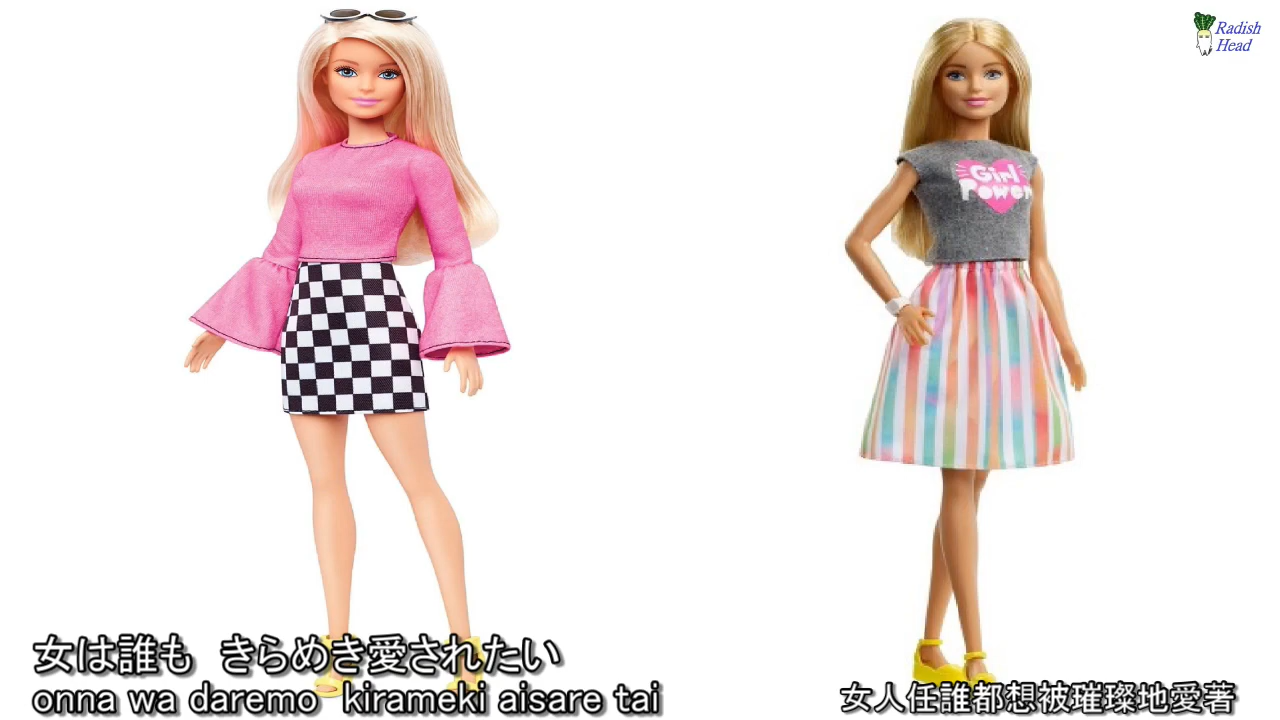 Radish
Head
Girl
Power
女は誰も　きらめき愛されたい
onna wa daremo kirameki aisare tai
女人任誰都想被璀璨地愛著